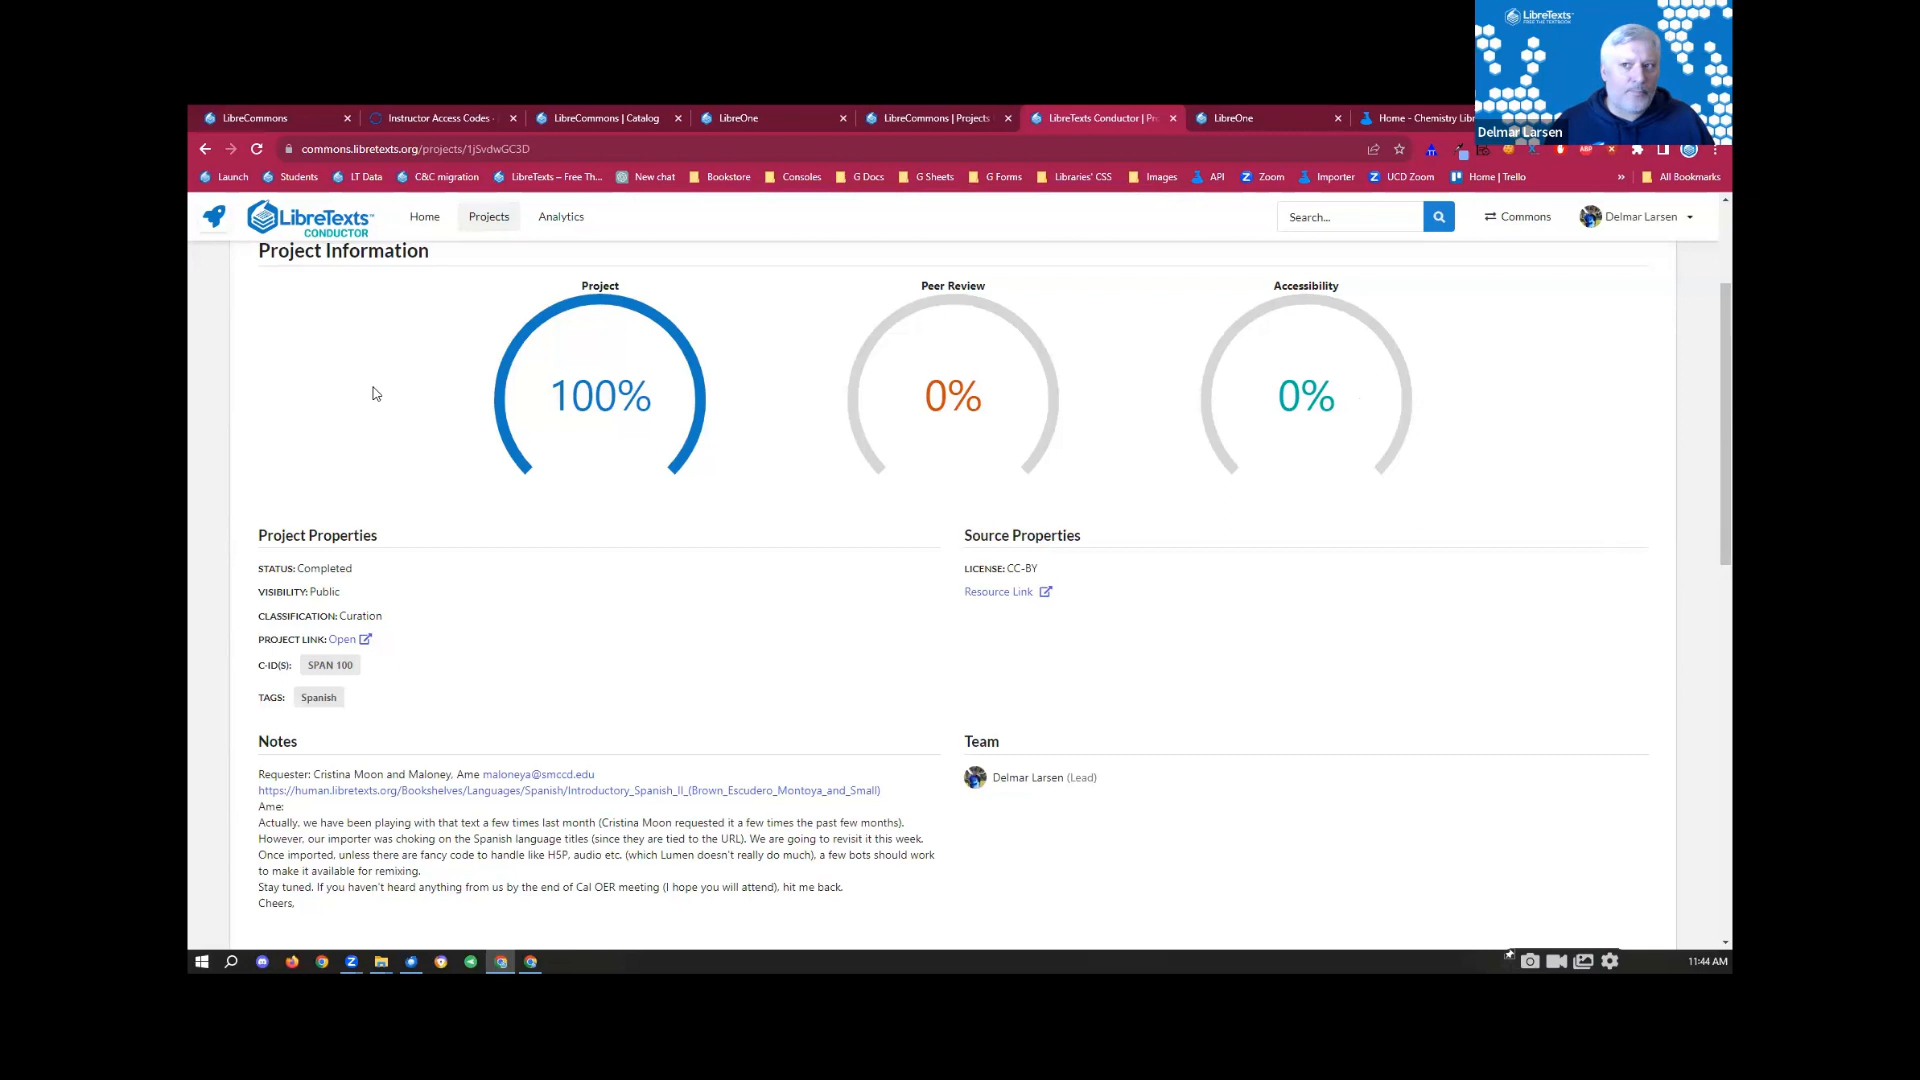 LibreTexts
FREE THE TEXTBOOK
Delmar Larsen
LibreCommons
Instructor Access Codes -
LibreCommons | Catalog
LibreOne
LibreCommons | Projects
LibreTexts Conductor | Pr
LibreOne
Home - Chemistry Libr
commons.libretexts.org/projects/1jSvdwGC3D
ABP
Launch
Students
LT Data
C&C migration
LibreTexts – Free Th...
New chat
Bookstore
Consoles
G Docs
G Sheets
G Forms
Libraries' CSS
Images
API
Zoom
Importer
UCD Zoom
Home | Trello
»
All Bookmarks
LibreTexts™
CONDUCTOR
Home
Projects
Analytics
Search...
Commons
Delmar Larsen
Project Information
Project
Peer Review
Accessibility
100%
0%
0%
Project Properties
STATUS: Completed
VISIBILITY: Public
CLASSIFICATION: Curation
PROJECT LINK: Open
C-ID(S): SPAN 100
TAGS: Spanish
Source Properties
LICENSE: CC-BY
Resource Link
Notes
Requester: Cristina Moon and Maloney, Ame maloneya@smccd.edu
https://human.libretexts.org/Bookshelves/Languages/Spanish/Introductory_Spanish_II_(Brown_Escudero_Montoya_and_Small)
Ame:
Actually, we have been playing with that text a few times last month (Cristina Moon requested it a few times the past few months).
However, our importer was choking on the Spanish language titles (since they are tied to the URL). We are going to revisit it this week.
Once imported, unless there are fancy code to handle like H5P, audio etc. (which Lumen doesn't really do much), a few bots should work
to make it available for remixing.
Stay tuned. If you haven't heard anything from us by the end of Cal OER meeting (I hope you will attend), hit me back.
Cheers,
Team
Delmar Larsen (Lead)
11:44 AM